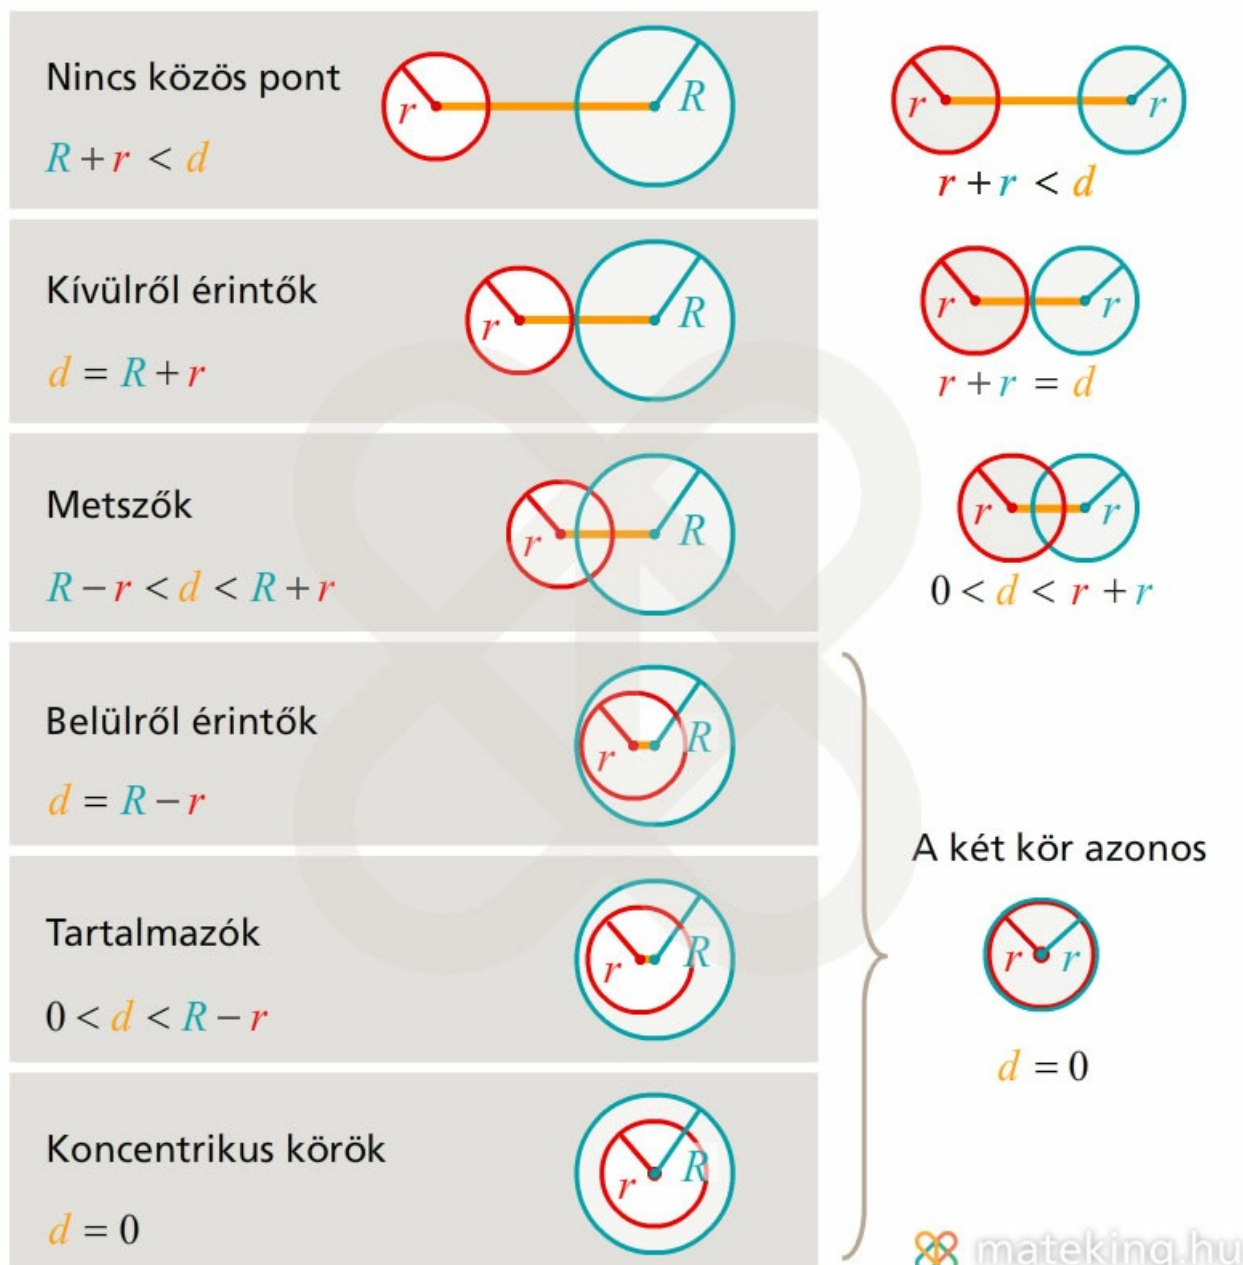 Nincs közös pont
R + r < d
r
R
r
r
r + r < d
Kívülről érintők
d = R + r
r
R
r
r
r + r = d
Metszők
R − r < d < R + r
r
R
r
r
0 < d < r + r
Belülről érintők
d = R − r
r
R
A két kör azonos
r
r
d = 0
Tartalmazók
0 < d < R − r
r
R
Koncentrikus körök
d = 0
r
R
mateking.hu